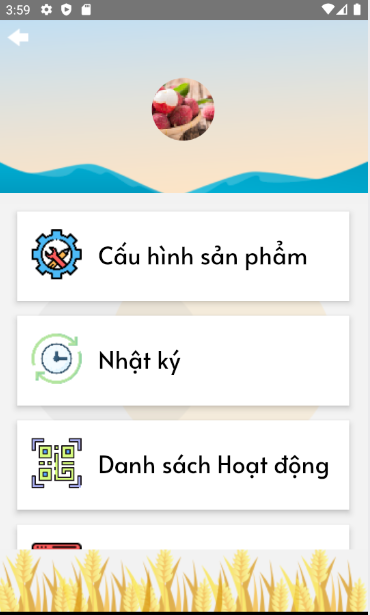 3:59
Cấu hình sản phẩm
Nhật ký
Danh sách Hoạt động